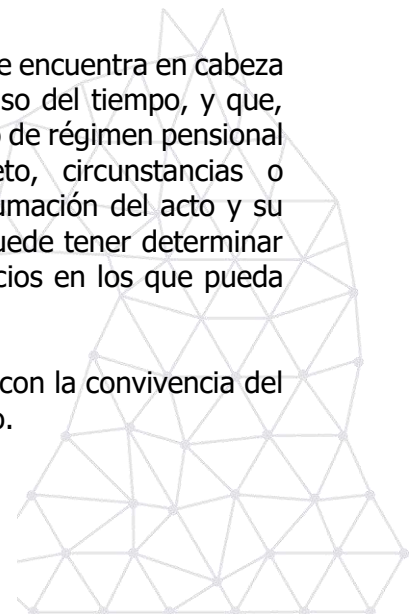 e encuentra en cabeza
so del tiempo, y que,
o de régimen pensional
eto, circunstancias o
umación del acto y su
uede tener determinar
cios en los que pueda
con la convivencia del
o.